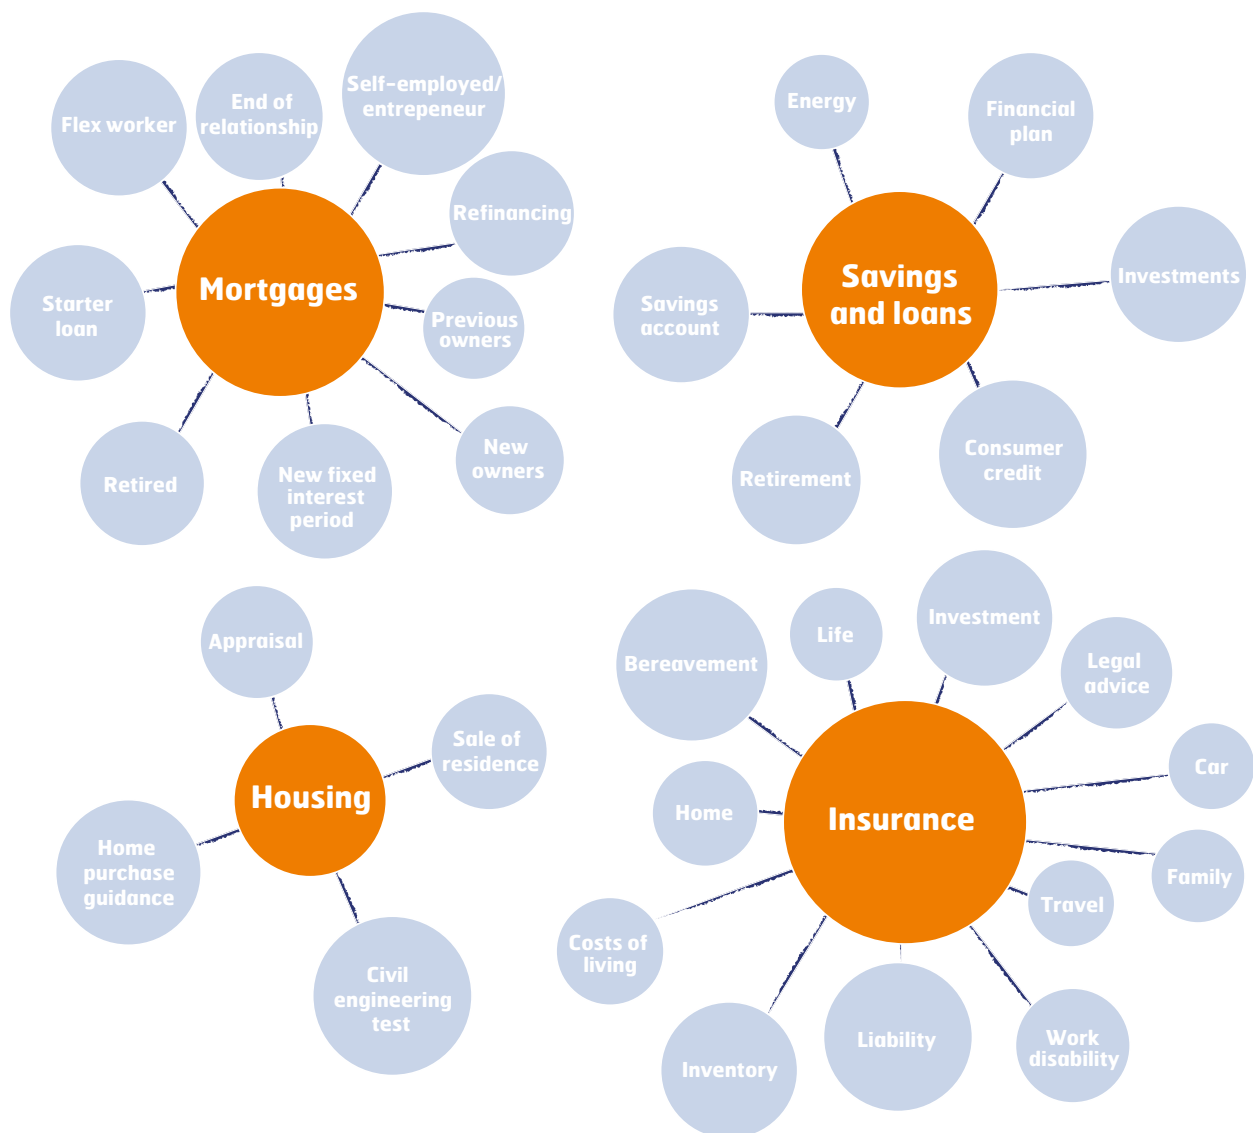 Flex worker
End of
relationship
Self-employed/
entrepeneur
Refinancing
Mortgages
Starter
loan
Previous
owners
Retired
New fixed
interest
period
New
owners
Energy
Financial
plan
Savings
and loans
Investments
Savings
account
Retirement
Consumer
credit
Appraisal
Sale of
residence
Housing
Home
purchase
guidance
Civil
engineering
test
Bereavement
Life
Investment
Legal
advice
Car
Home
Insurance
Family
Travel
Costs of
living
Inventory
Liability
Work
disability